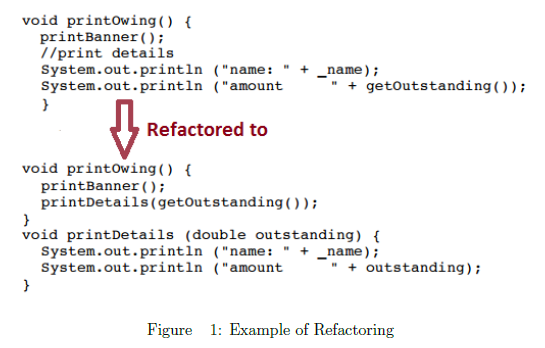 void printOwing() {
printBanner();
//print details
System.out.println ("name: " + _name);
System.out.println ("amount     " + getOutstanding());
}
Refactored to
void printOwing() {
printBanner();
printDetails(getOutstanding());
}
void printDetails (double outstanding) {
System.out.println ("name: " + _name);
System.out.println ("amount     " + outstanding);
}
Figure 1: Example of Refactoring